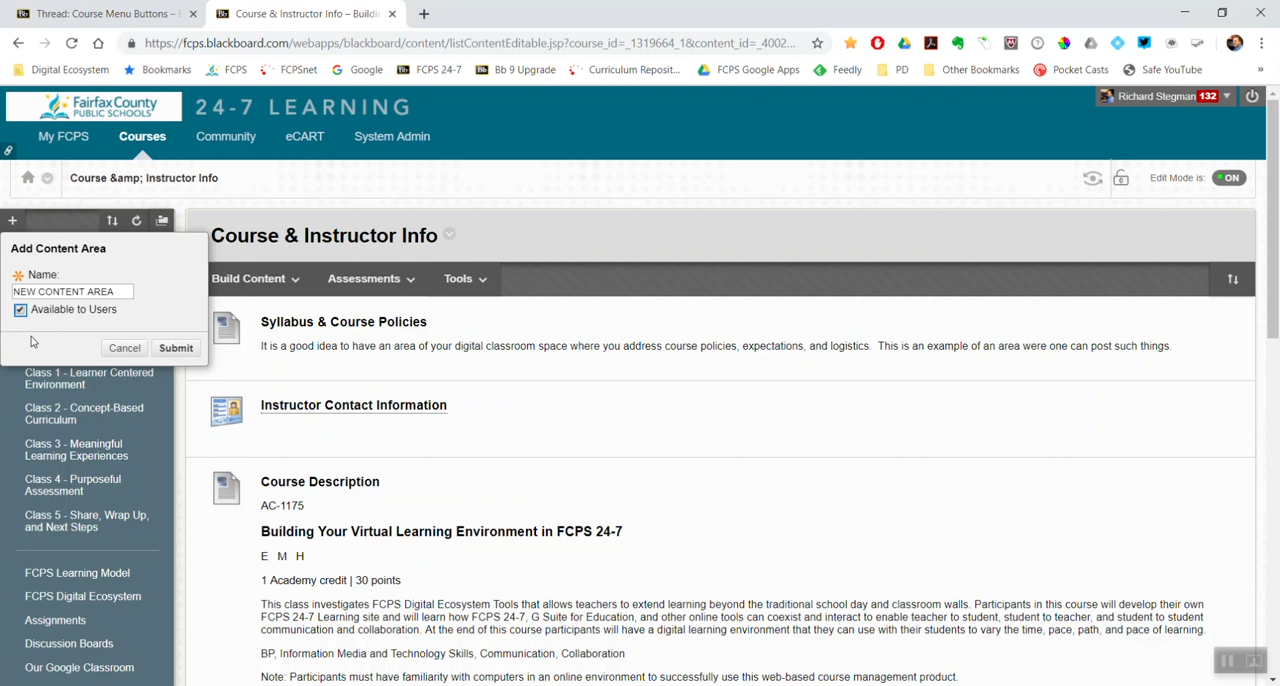 Thread: Course Menu Buttons –
Course & Instructor Info – Buildin
https://fcps.blackboard.com/webapps/blackboard/content/listContentEditable.jsp?course_id=_1319664_1&content_id=_4002...
Digital Ecosystem
Bookmarks
FCPS
FCPSnet
Google
FCPS 24-7
Bb 9 Upgrade
Curriculum Reposit...
FCPS Google Apps
Feedly
PD
Other Bookmarks
Pocket Casts
Safe YouTube
»
Fairfax County
PUBLIC SCHOOLS
24-7 LEARNING
Richard Stegman 132
My FCPS
Courses
Community
eCART
System Admin
Course &amp; Instructor Info
Edit Mode is:
ON
Add Content Area
Name:
NEW CONTENT AREA
Available to Users
Cancel
Submit
Class 1 - Learner Centered
Environment
Class 2 - Concept-Based
Curriculum
Class 3 - Meaningful
Learning Experiences
Class 4 - Purposeful
Assessment
Class 5 - Share, Wrap Up,
and Next Steps
FCPS Learning Model
FCPS Digital Ecosystem
Assignments
Discussion Boards
Our Google Classroom
Course & Instructor Info
Build Content
Assessments
Tools
Syllabus & Course Policies
It is a good idea to have an area of your digital classroom space where you address course policies, expectations, and logistics. This is an example of an area were one can post such things.
Instructor Contact Information
Course Description
AC-1175
Building Your Virtual Learning Environment in FCPS 24-7
E M H
1 Academy credit | 30 points
This class investigates FCPS Digital Ecosystem Tools that allows teachers to extend learning beyond the traditional school day and classroom walls. Participants in this course will develop their own
FCPS 24-7 Learning site and will learn how FCPS 24-7, G Suite for Education, and other online tools can coexist and interact to enable teacher to student, student to teacher, and student to student
communication and collaboration. At the end of this course participants will have a digital learning environment that they can use with their students to vary the time, pace, path, and pace of learning.
BP, Information Media and Technology Skills, Communication, Collaboration
Note: Participants must have familiarity with computers in an online environment to successfully use this web-based course management product.